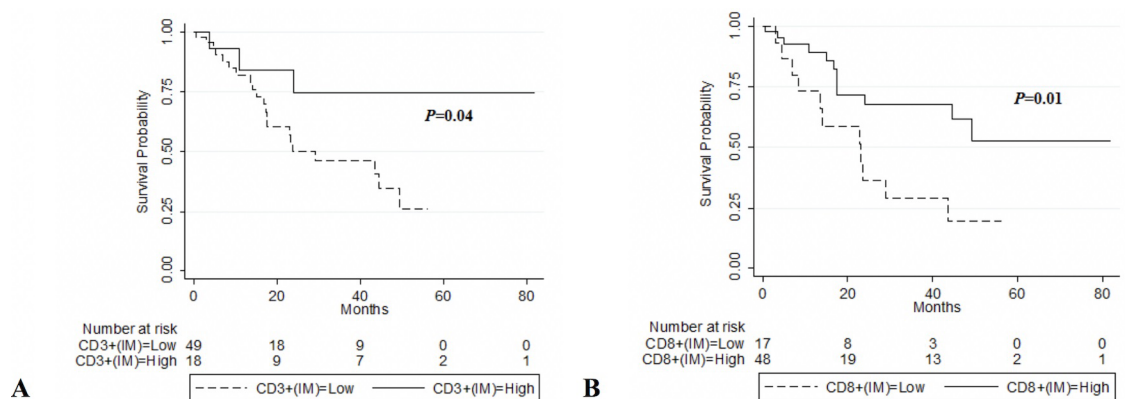 1.00
0.75
0.50
0.25
0.00
Survival Probability
P=0.04
0 20 40 60 80
Months
Number at risk
CD3+(IM)=Low 49 18 9 0 0
CD3+(IM)=High 18 9 7 2 1
CD3+(IM)=Low CD3+(IM)=High
A
1.00
0.75
0.50
0.25
0.00
Survival Probability
P=0.01
0 20 40 60 80
Months
Number at risk
CD8+(IM)=Low 17 8 3 0 0
CD8+(IM)=High 48 19 13 2 1
CD8+(IM)=Low CD8+(IM)=High
B